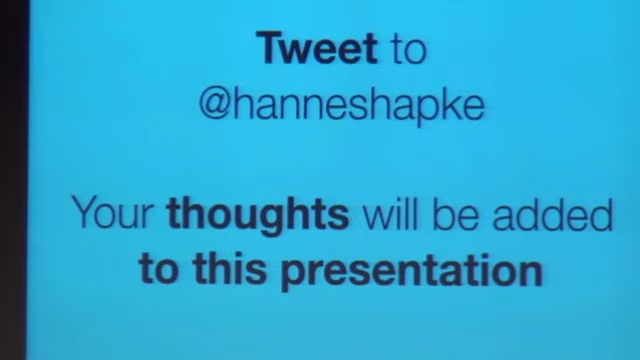 Tweet to
@hanneshapke
Your thoughts will be added
to this presentation